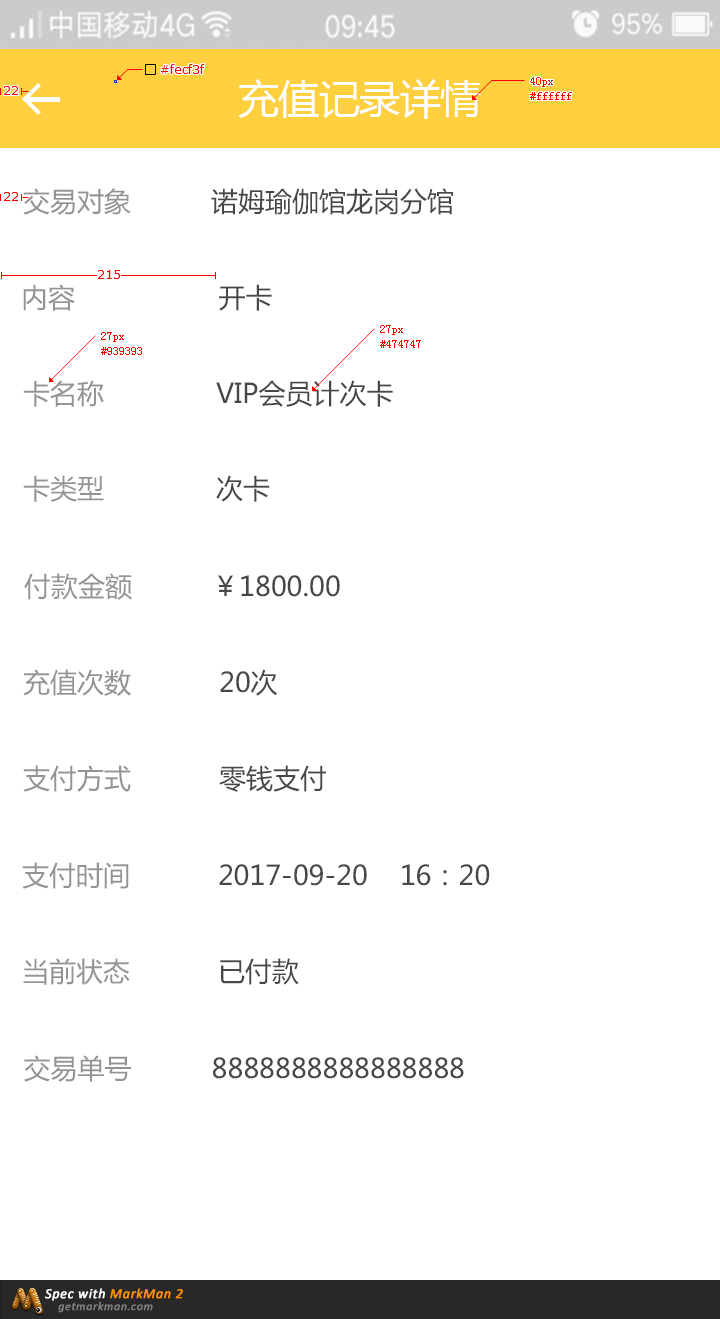 中国移动4G 09:45 95%
#fecf3f
22 充值记录详情 40px
#ffffff
22 交易对象 诺姆瑜伽馆龙岗分馆
215
内容 开卡
27px 27px
#939393 #474747
卡名称 VIP会员计次卡
卡类型 次卡
付款金额 ¥1800.00
充值次数 20次
支付方式 零钱支付
支付时间 2017-09-20 16：20
当前状态 已付款
交易单号 8888888888888888
Spec with MarkMan 2
getmarkman.com